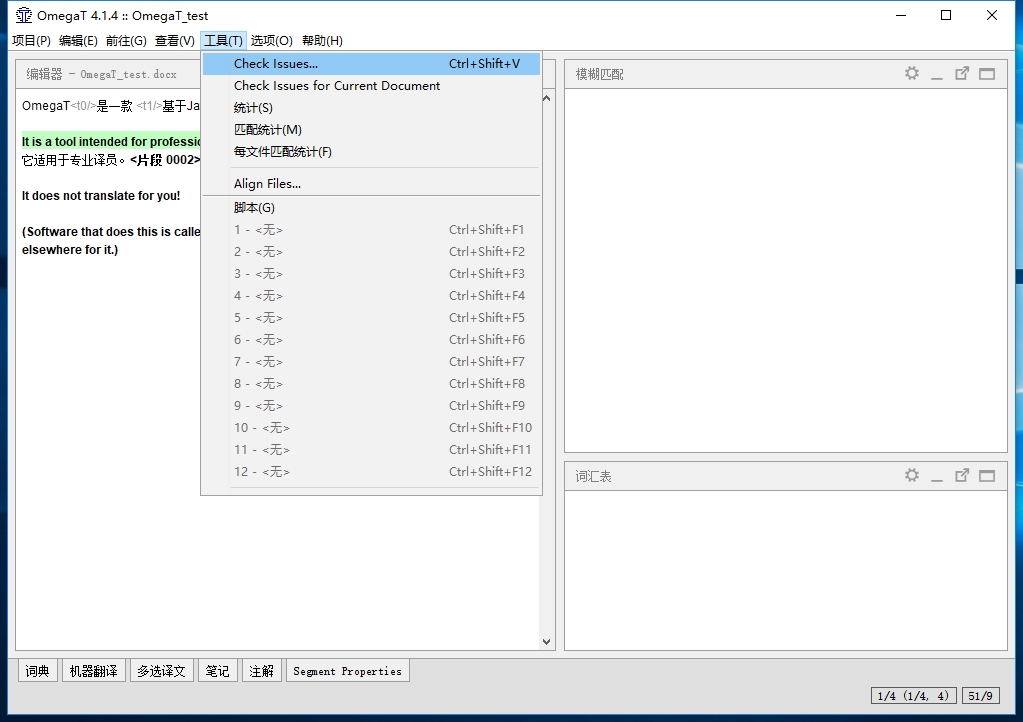 OmegaT 4.1.4 :: OmegaT_test
项目(P) 编辑(E) 前往(G) 查看(V) 工具(T) 选项(O) 帮助(H)
编辑器 - OmegaT_test.docx
OmegaT<t0/>是一款 <t1/>基于Ja
It is a tool intended for professio
它适用于专业译员。<片段 0002>
It does not translate for you!
(Software that does this is calle
elsewhere for it.)
Check Issues... Ctrl+Shift+V
Check Issues for Current Document
统计(S)
匹配统计(M)
每文件匹配统计(F)
Align Files...
脚本(G)
1 - <无> Ctrl+Shift+F1
2 - <无> Ctrl+Shift+F2
3 - <无> Ctrl+Shift+F3
4 - <无> Ctrl+Shift+F4
5 - <无> Ctrl+Shift+F5
6 - <无> Ctrl+Shift+F6
7 - <无> Ctrl+Shift+F7
8 - <无> Ctrl+Shift+F8
9 - <无> Ctrl+Shift+F9
10 - <无> Ctrl+Shift+F10
11 - <无> Ctrl+Shift+F11
12 - <无> Ctrl+Shift+F12
模糊匹配
词汇表
词典 机器翻译 多选译文 笔记 注解 Segment Properties
1/4 (1/4, 4) 51/9